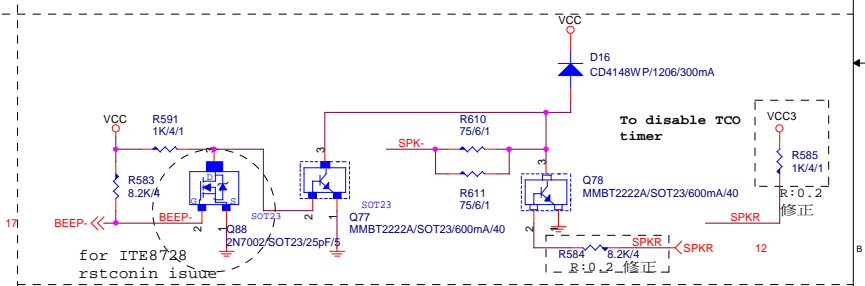 VCC
D16
CD4148WP/1206/300mA
VCC
R591
1K/4/1
R610
75/6/1
To disable TCO
timer
VCC3
3
3
SPK-
3
R585
1K/4/1
R583
8.2K/4
D
G
S
R611
75/6/1
Q78
MMBT2222A/SOT23/600mA/40
R:0.2
修正
17
BEEP-
BEEP-
2
1
SOT23
Q88
2N7002/SOT23/25pF/5
2
1
SOT23
Q77
MMBT2222A/SOT23/600mA/40
2
1
SPKR
for ITE8728
rstconin isuue
R584
8.2K/4
SPKR
SPKR
12
B
R:0.2 修正